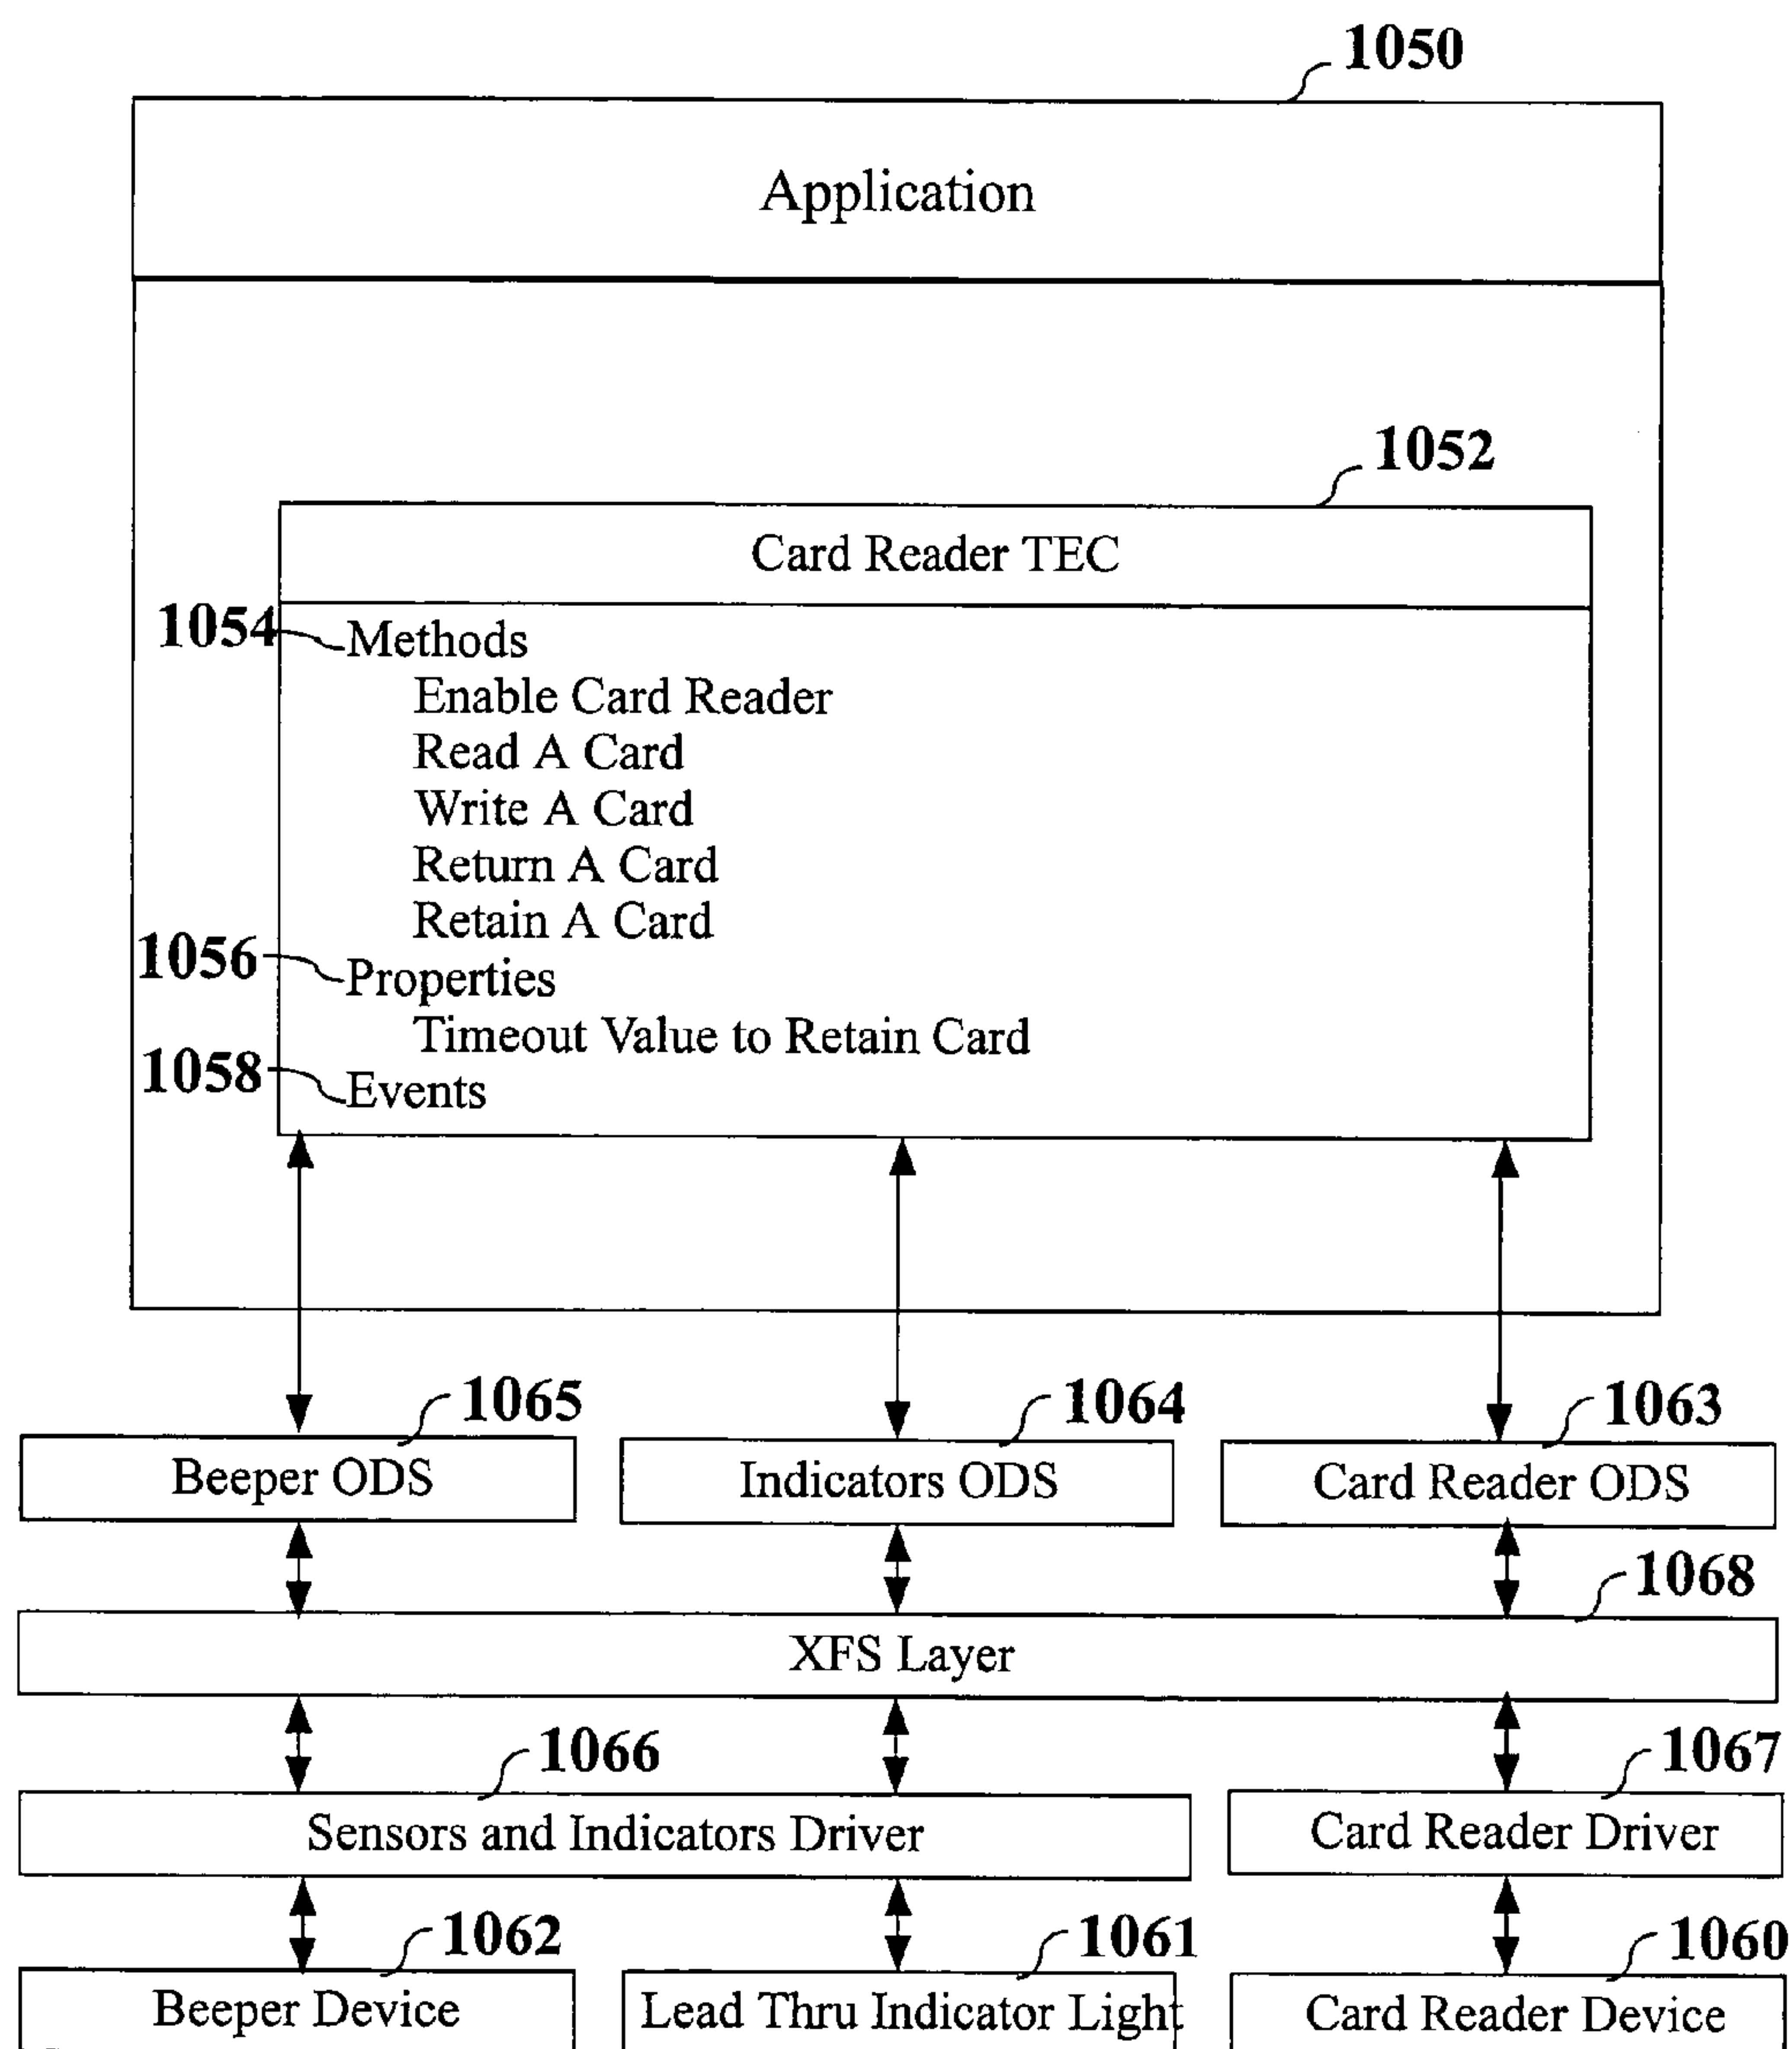 1050
Application
1052
Card Reader TEC
1054
Methods
Enable Card Reader
Read A Card
Write A Card
Return A Card
Retain A Card
1056
Properties
Timeout Value to Retain Card
1058
Events
1065
1064
1063
Beeper ODS
Indicators ODS
Card Reader ODS
1068
XFS Layer
1066
1067
Sensors and Indicators Driver
Card Reader Driver
1062
1061
1060
Beeper Device
Lead Thru Indicator Light
Card Reader Device